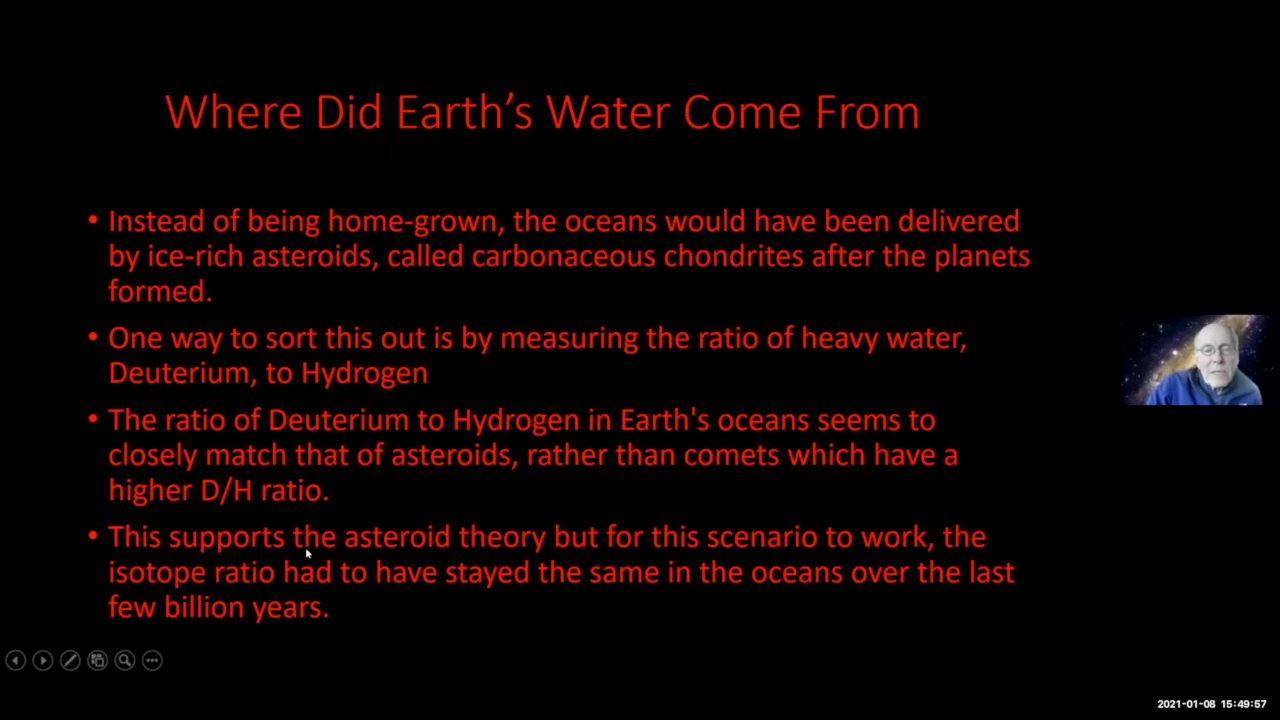 Where Did Earth’s Water Come From
• Instead of being home-grown, the oceans would have been delivered
by ice-rich asteroids, called carbonaceous chondrites after the planets
formed.
• One way to sort this out is by measuring the ratio of heavy water,
Deuterium, to Hydrogen
• The ratio of Deuterium to Hydrogen in Earth's oceans seems to
closely match that of asteroids, rather than comets which have a
higher D/H ratio.
• This supports the asteroid theory but for this scenario to work, the
isotope ratio had to have stayed the same in the oceans over the last
few billion years.
2021-01-08 15:49:57